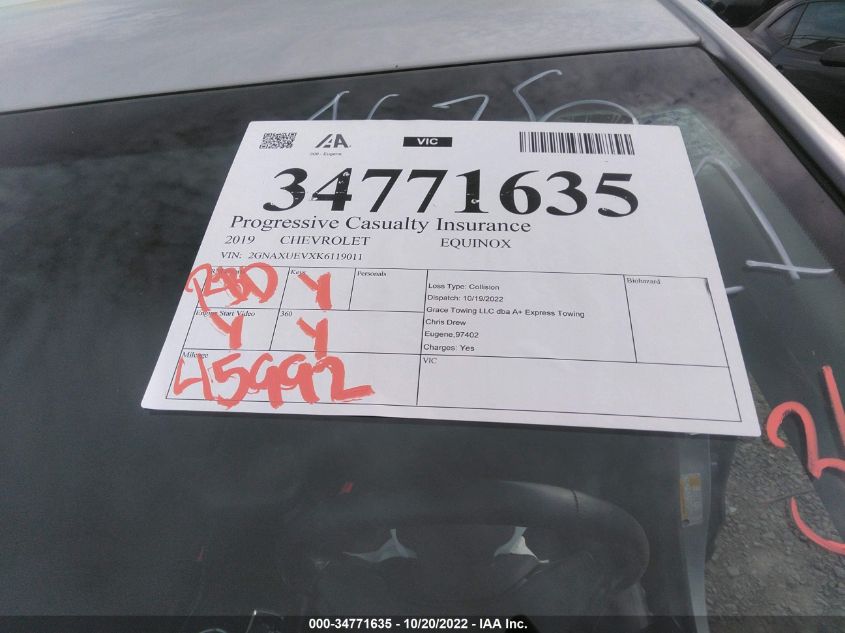 IAA
VIC
008 - Eugene
34771635
Progressive Casualty Insurance
2019 CHEVROLET EQUINOX
VIN: 2GNAXUEVXK6119011
Keys Personals Biohazard
Y
Loss Type: Collision
Dispatch: 10/19/2022
Grace Towing LLC dba A+ Express Towing
Engine Start Video 360
Chris Drew
Y Y
Eugene,97402
Charges: Yes
Mileage VIC
45992
000-34771635 - 10/20/2022 - IAA Inc.